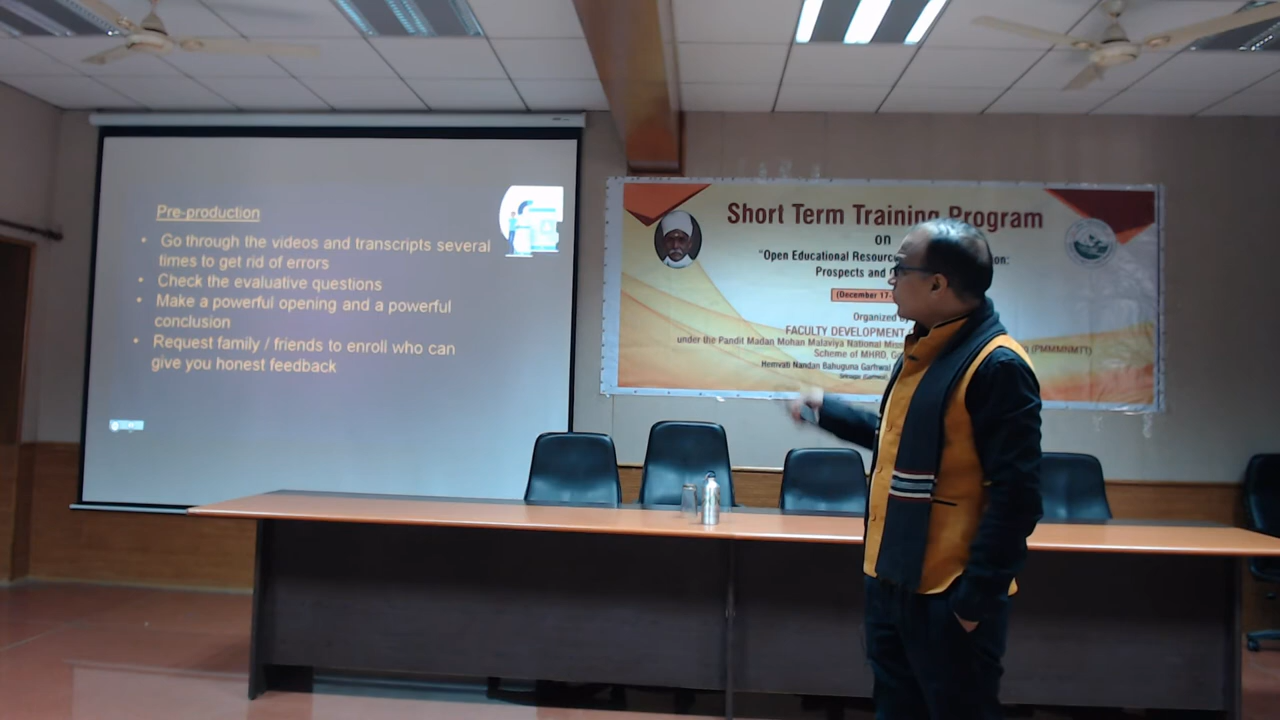 Pre-production
• Go through the videos and transcripts several
times to get rid of errors
• Check the evaluative questions
• Make a powerful opening and a powerful
conclusion
• Request family / friends to enroll who can
give you honest feedback
Short Term Training Program
on
"Open Educational
Prospects and
(December 17-
Organized
FACULTY DEVELOPMENT
under the Pandit Madan Mohan Malaviya National (PMMMNMTT)
Scheme of MHRD,
Hemvati Nandan Bahuguna Garhwal